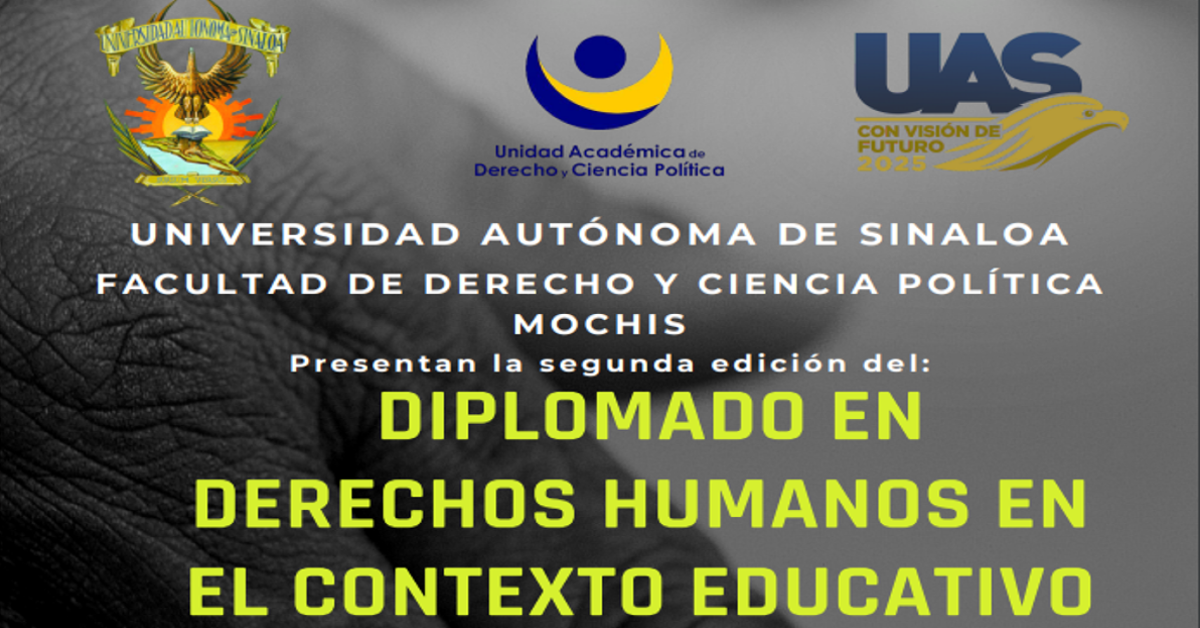 UNIVERSIDAD AUTONOMA DE SINALOA
Unidad Académica de
Derecho y Ciencia Política
UAS
CON VISIÓN DE
FUTURO
2025
UNIVERSIDAD AUTÓNOMA DE SINALOA
FACULTAD DE DERECHO Y CIENCIA POLÍTICA
MOCHIS
Presentan la segunda edición del:
DIPLOMADO EN
DERECHOS HUMANOS EN
EL CONTEXTO EDUCATIVO